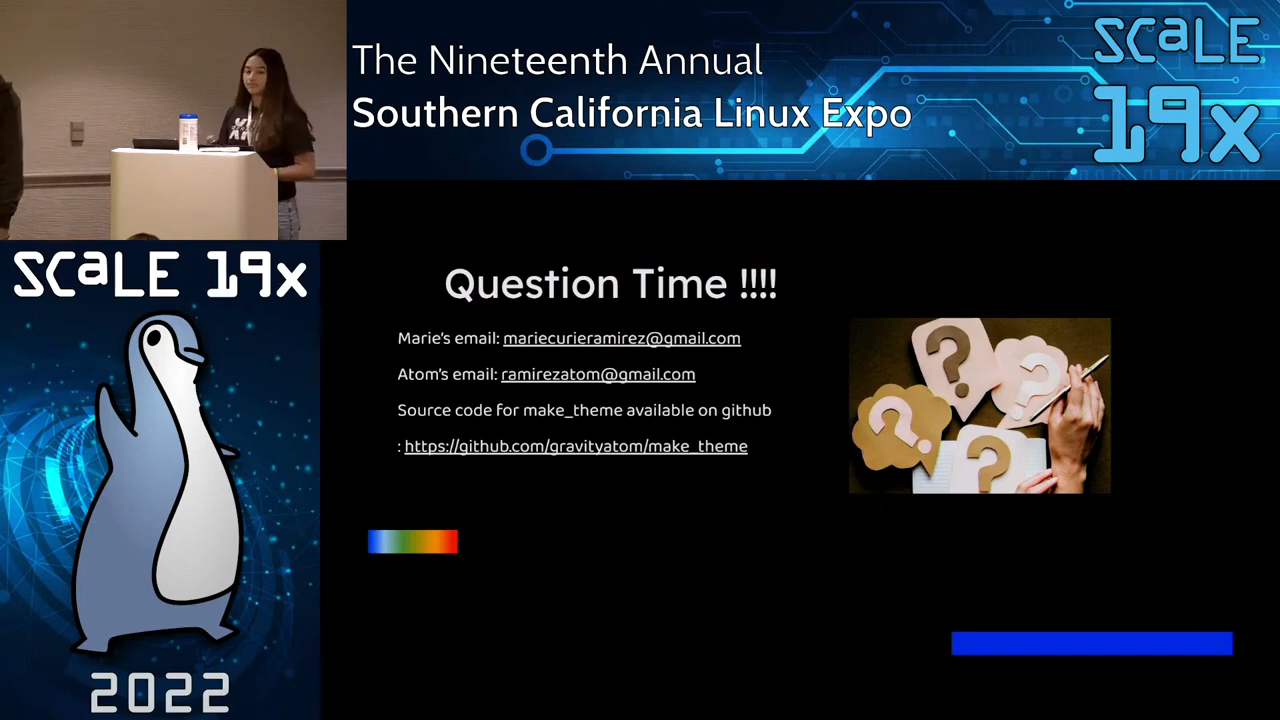 The Nineteenth Annual
Southern California Linux Expo
SCaLE
19x
SCaLE 19x
Question Time !!!!
Marie's email: mariecurieramirez@gmail.com
Atom's email: ramirezatom@gmail.com
Source code for make_theme available on github
: https://github.com/gravityatom/make_theme
? ? ? ?
2022